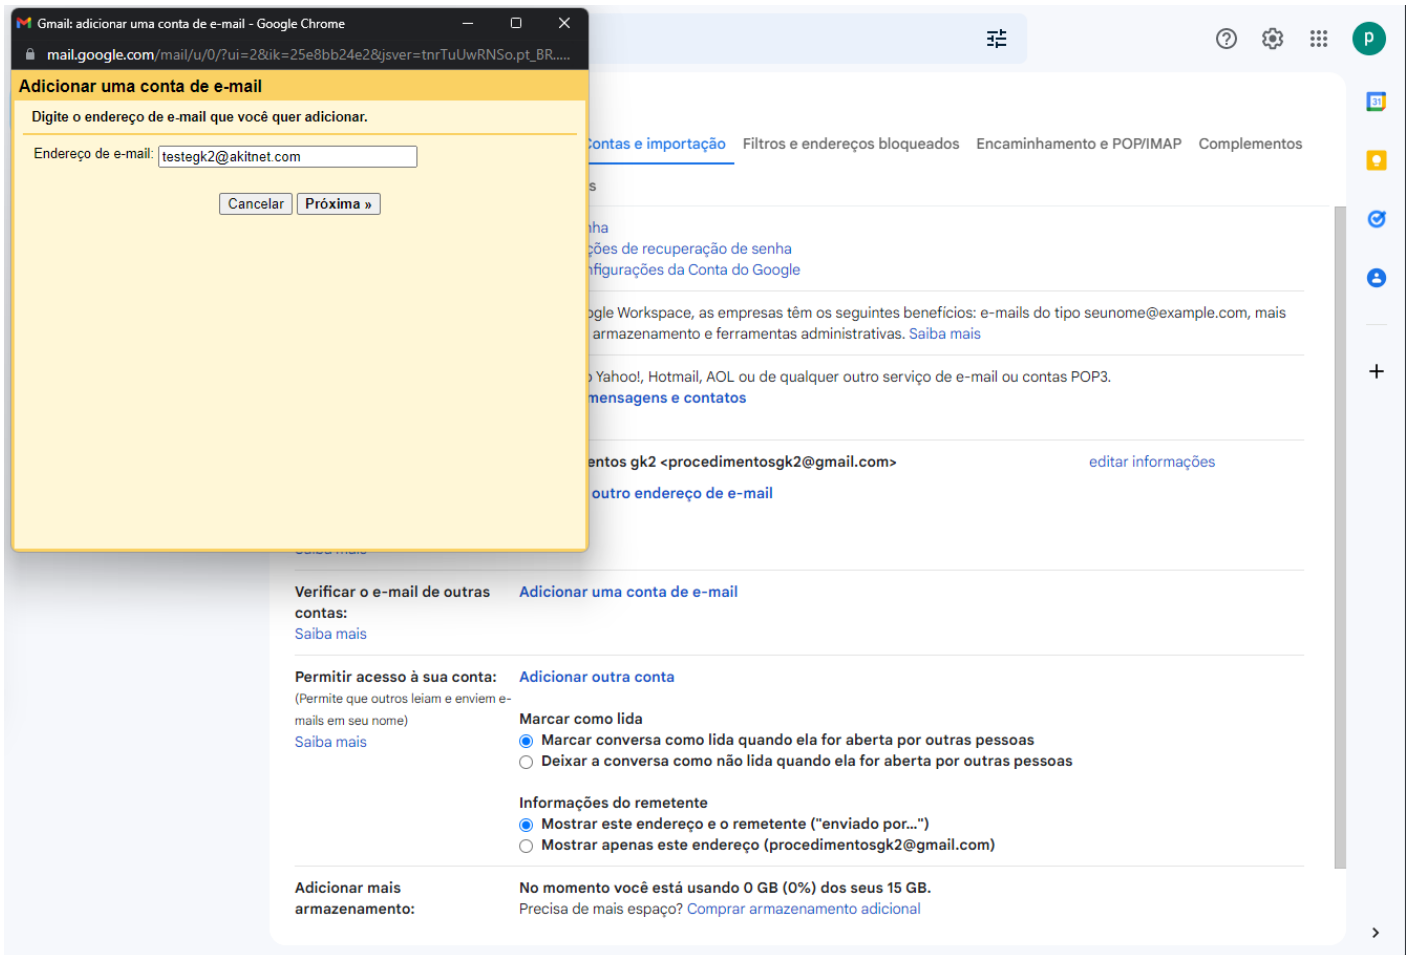 Gmail: adicionar uma conta de e-mail - Google Chrome
mail.google.com/mail/u/0/?ui=2&ik=25e8bb24e2&jsver=tnrTuUwRNSo.pt_BR.....
Adicionar uma conta de e-mail
Digite o endereço de e-mail que você quer adicionar.
Endereço de e-mail: testegk2@akitnet.com
Cancelar Próxima »
p
31
Contas e importação Filtros e endereços bloqueados Encaminhamento e POP/IMAP Complementos
s
nha
ções de recuperação de senha
nfigurações da Conta do Google
ogle Workspace, as empresas têm os seguintes benefícios: e-mails do tipo seunome@example.com, mais
armazenamento e ferramentas administrativas. Saiba mais
o Yahoo!, Hotmail, AOL ou de qualquer outro serviço de e-mail ou contas POP3.
mensagens e contatos
entos gk2 <procedimentosgk2@gmail.com> editar informações
outro endereço de e-mail
Saiba mais
Verificar o e-mail de outras Adicionar uma conta de e-mail
contas:
Saiba mais
Permitir acesso à sua conta: Adicionar outra conta
(Permite que outros leiam e enviem e-
mails em seu nome)
Saiba mais
Marcar como lida
Marcar conversa como lida quando ela for aberta por outras pessoas
Deixar a conversa como não lida quando ela for aberta por outras pessoas
Informações do remetente
Mostrar este endereço e o remetente ("enviado por...")
Mostrar apenas este endereço (procedimentosgk2@gmail.com)
Adicionar mais No momento você está usando 0 GB (0%) dos seus 15 GB.
armazenamento: Precisa de mais espaço? Comprar armazenamento adicional